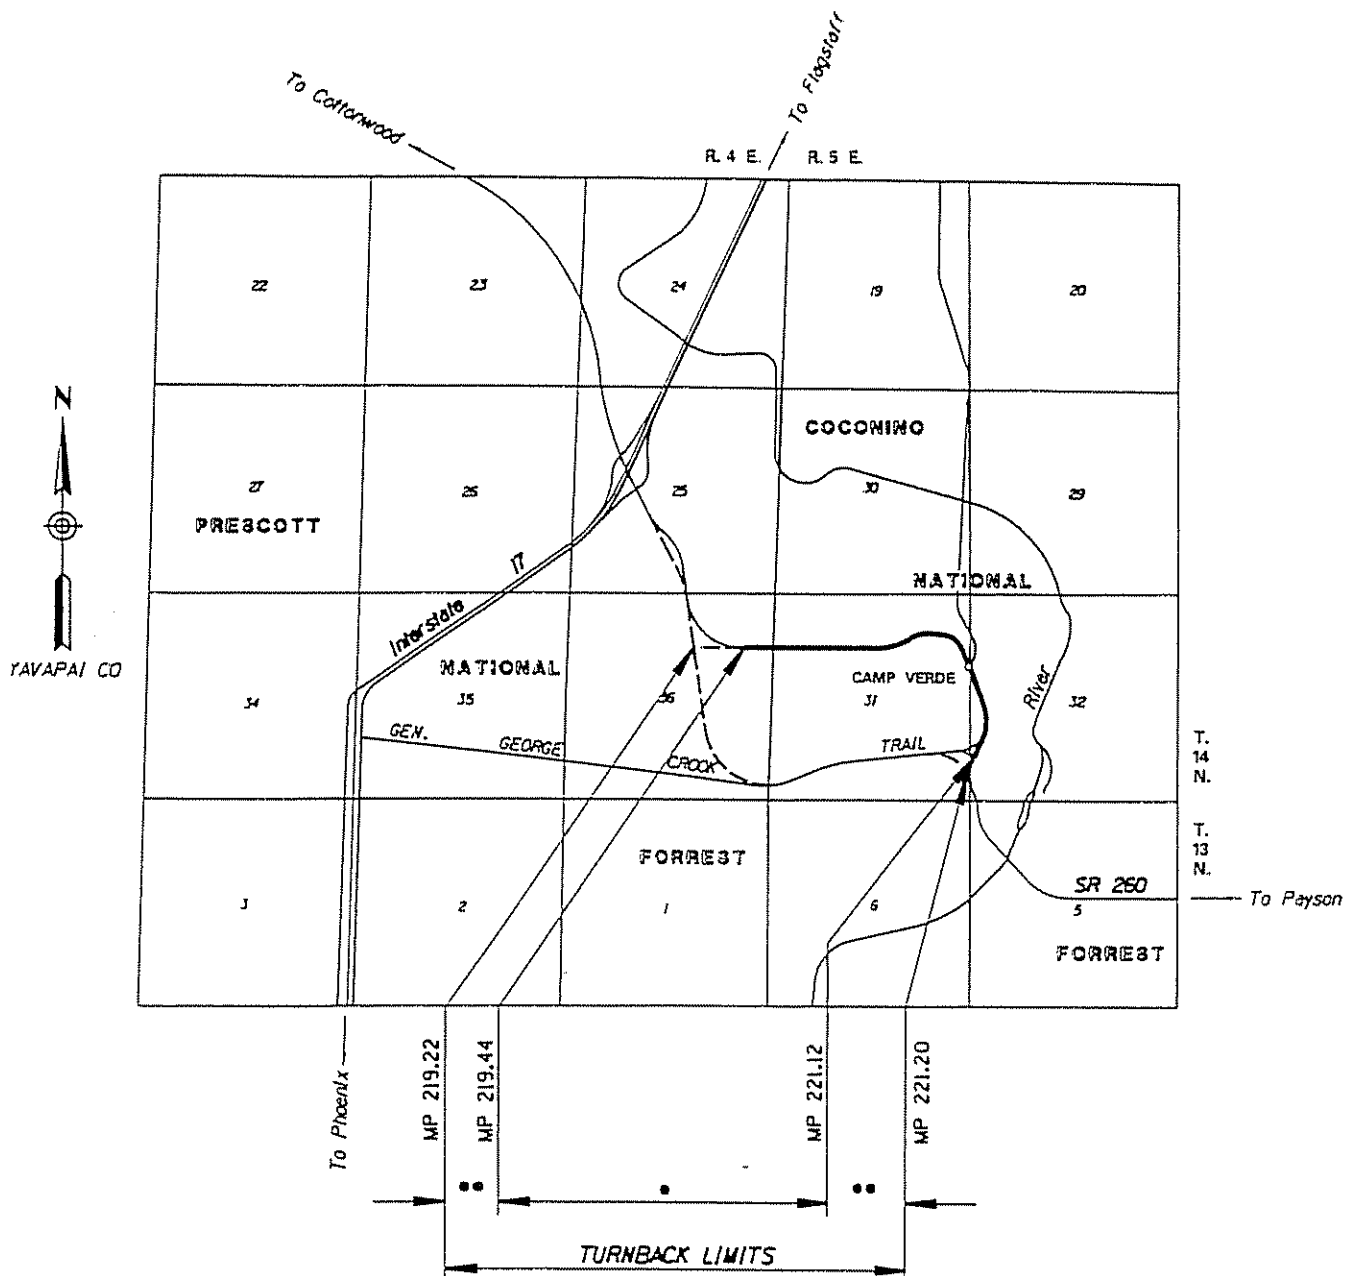 To Cottonwood
To Flagstaff
R. 4 E. R. 5 E.
22 23 24 19 20
N
COCONINO
27 26 25 30 29
PRESCOTT
17
NATIONAL
Interstate
YAVAPAI CO
NATIONAL
CAMP VERDE
River
34 35 36 31 32
GEN. GEORGE CROOK TRAIL
T.
14
N.
T.
13
N.
FORREST
SR 260
To Payson
3 2 1 6 5
FORREST
To Phoenix
MP 219.22
MP 219.44
MP 221.12
MP 221.20
•• • ••
TURNBACK LIMITS